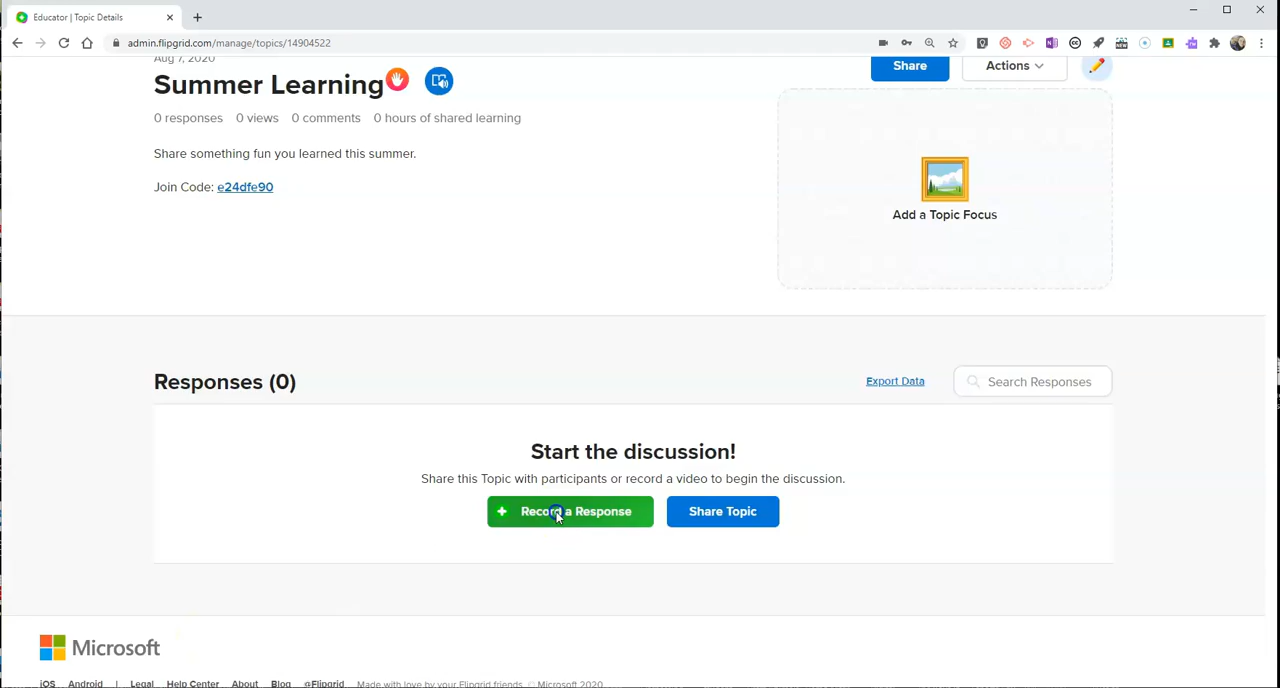 Educator | Topic Details
admin.flipgrid.com/manage/topics/14904522
Aug 7, 2020
Summer Learning
Share
Actions
0 responses 0 views 0 comments 0 hours of shared learning
Share something fun you learned this summer.
Join Code: e24dfe90
Add a Topic Focus
Responses (0)
Export Data
Search Responses
Start the discussion!
Share this Topic with participants or record a video to begin the discussion.
Record a Response
Share Topic
Microsoft
iOS Android | Legal Help Center About Blog @Flipgrid Made with love by your Flipgrid friends. © Microsoft 2020